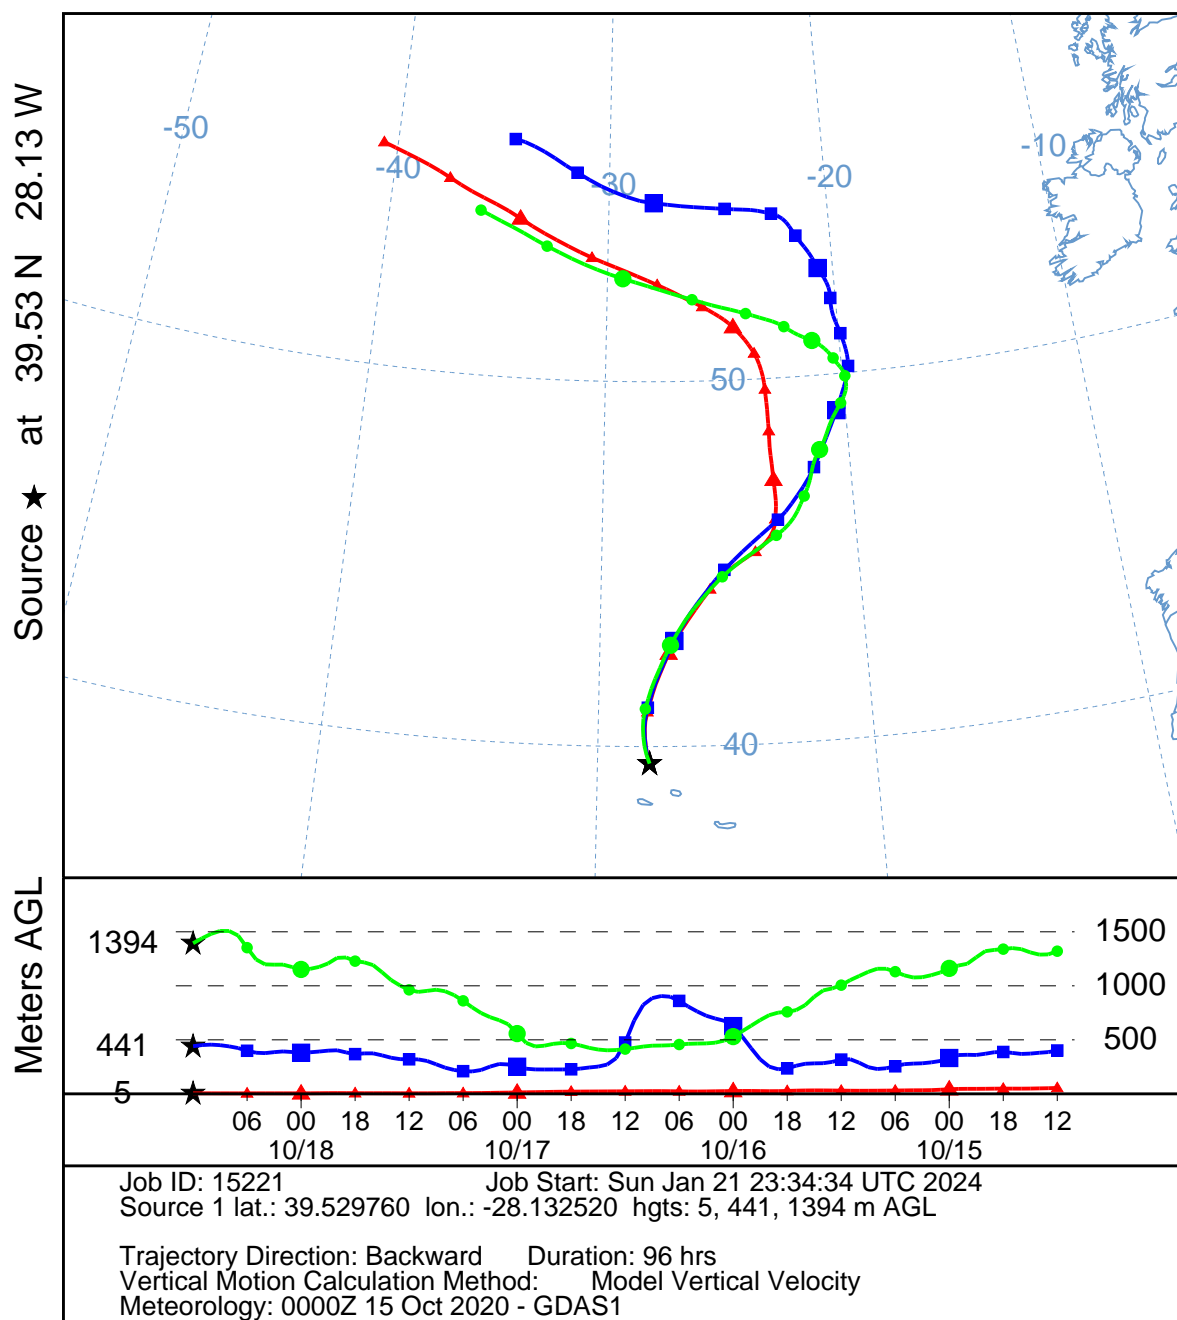 Source ★ at 39.53 N 28.13 W
-50
-40
-30
-20
-10
50
40
Meters AGL
1394
441
5
1500
1000
500
06 00 18 12 06 00 18 12 06 00 18 12 06 00 18 12
10/18 10/17 10/16 10/15
Job ID: 15221 Job Start: Sun Jan 21 23:34:34 UTC 2024
Source 1 lat.: 39.529760 lon.: -28.132520 hgts: 5, 441, 1394 m AGL
Trajectory Direction: Backward Duration: 96 hrs
Vertical Motion Calculation Method: Model Vertical Velocity
Meteorology: 0000Z 15 Oct 2020 - GDAS1